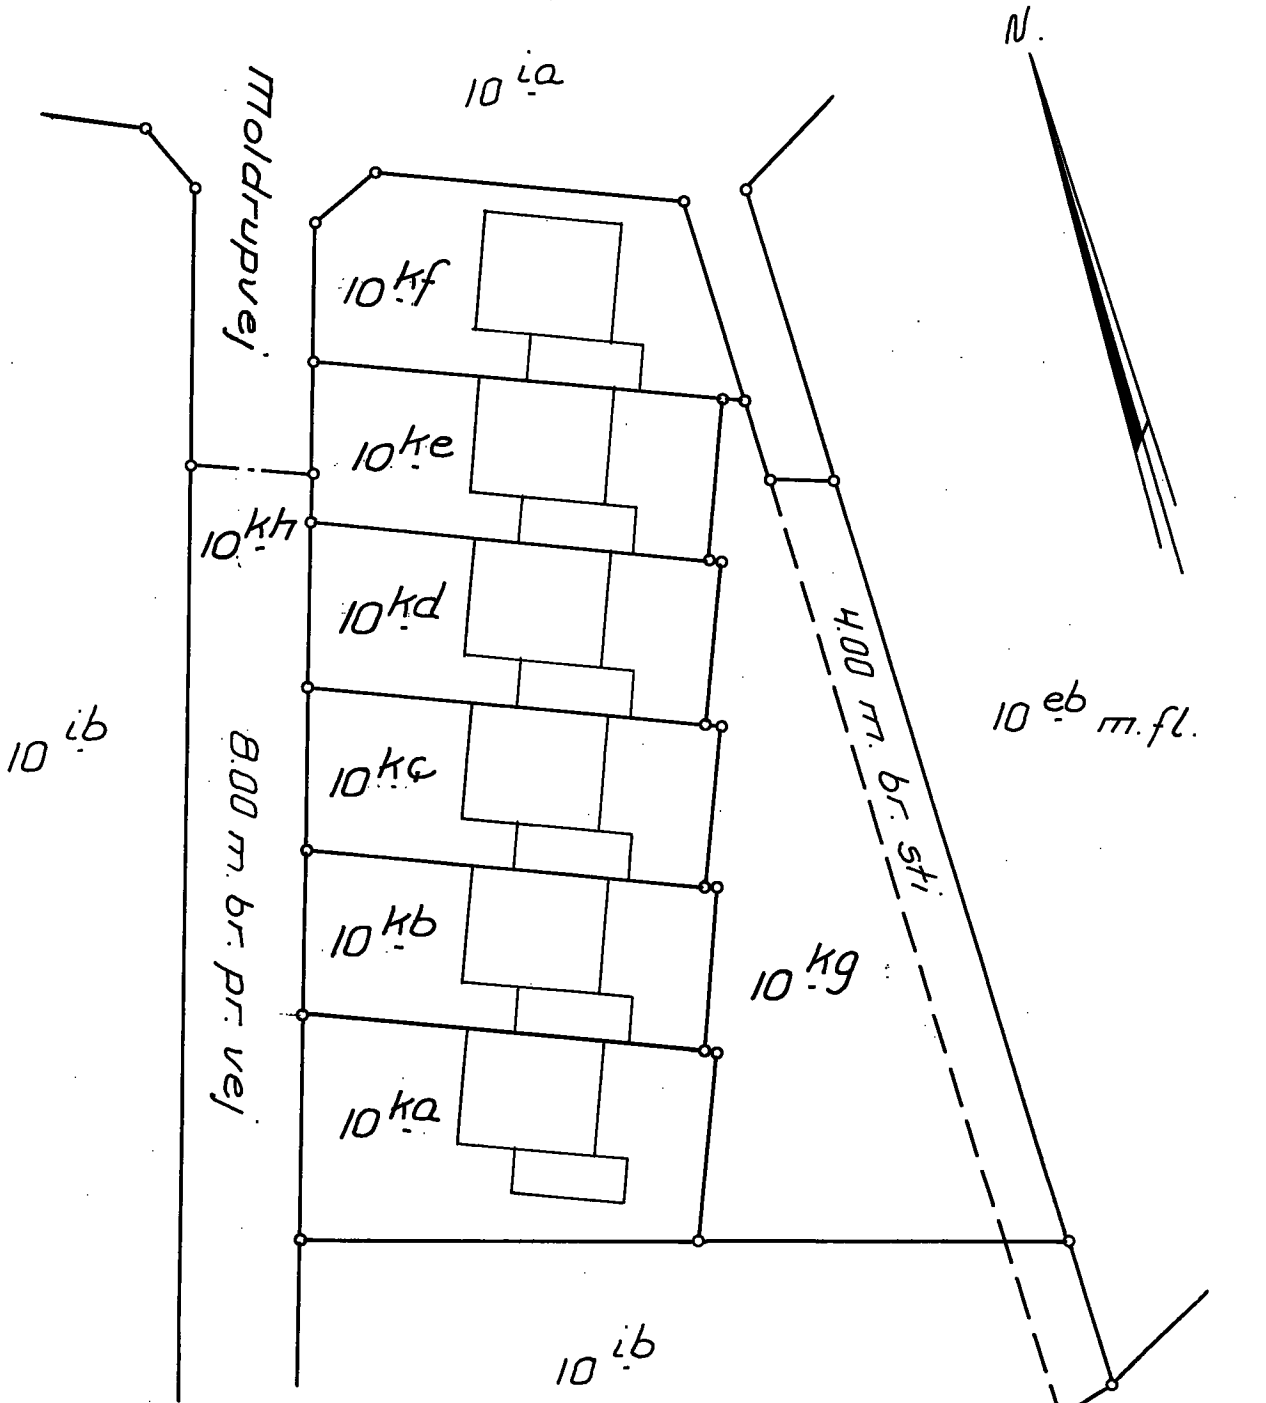 N.
10 ia
Moldrupvej
10 kf
10 ke
10 kh
10 kd
4.00 m. br. sti
10 eb m.fl.
10 ib
8.00 m. br. pr. vej
10 kc
10 kb
10 kg
10 ka
10 ib